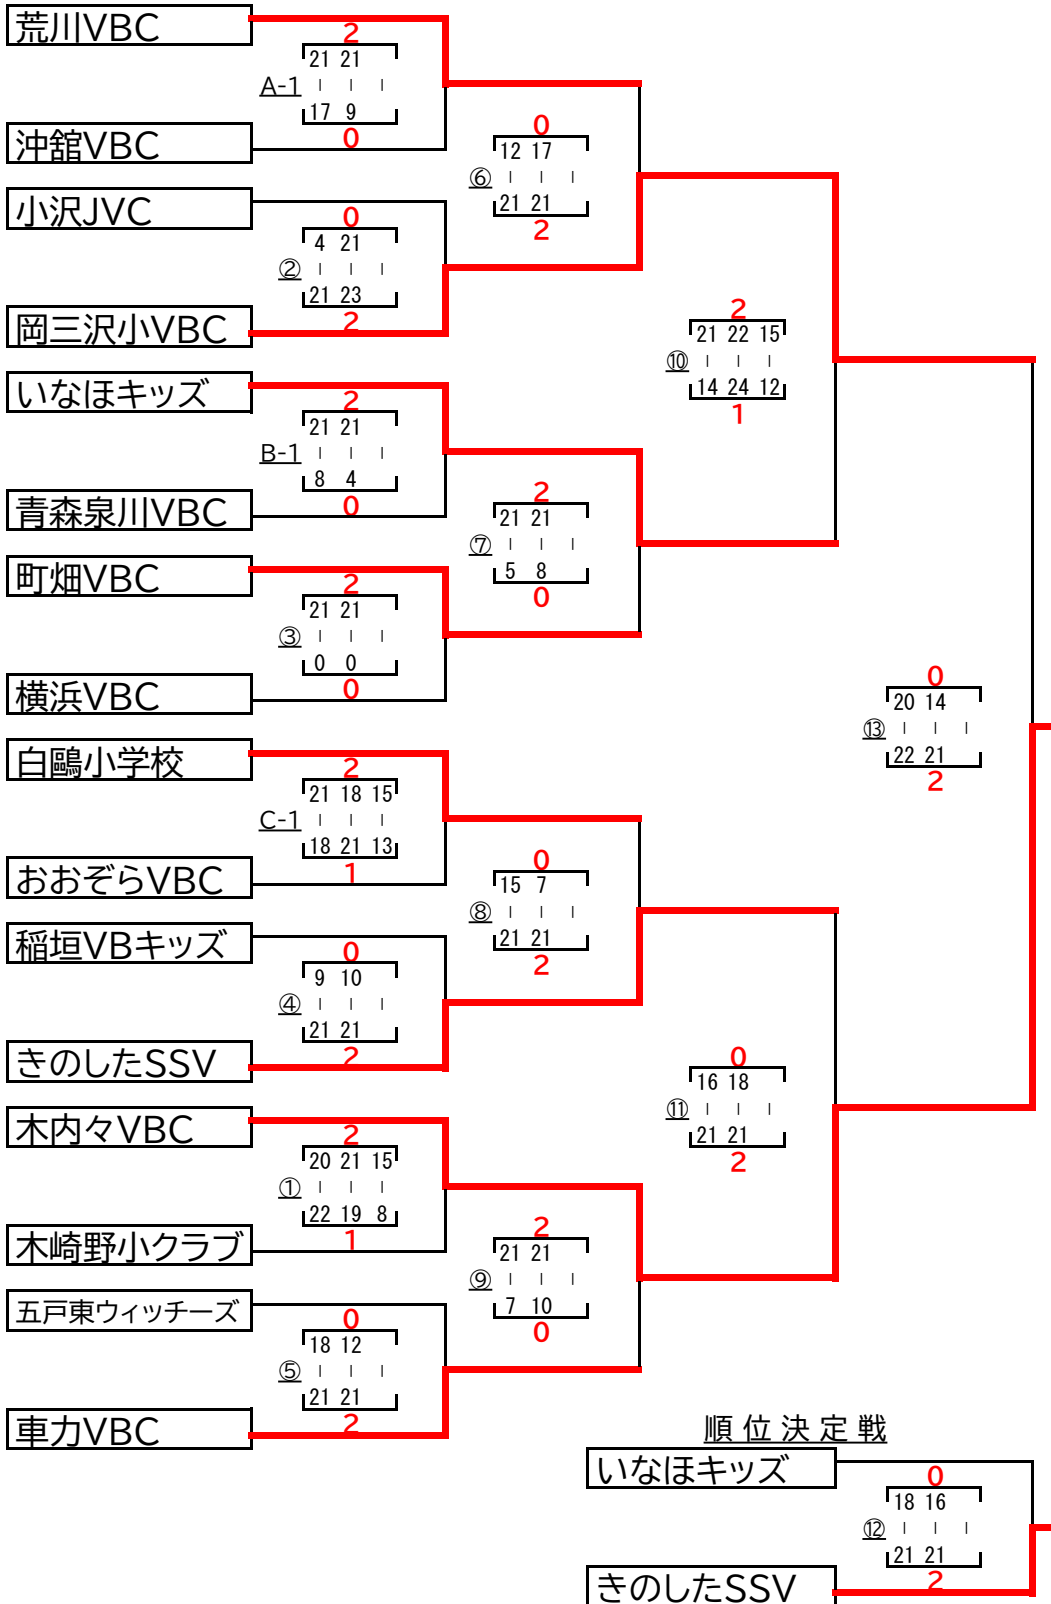 荒川VBC
2
21 21
A-1
17 9
0
沖舘VBC
小沢JVC
0
4 21
②
21 23
2
岡三沢小VBC
0
12 17
⑥
21 21
2
いなほキッズ
2
21 21
B-1
8 4
0
青森泉川VBC
町畑VBC
2
21 21
③
0 0
0
横浜VBC
2
21 21
⑦
5 8
0
2
21 22 15
⑩
14 24 12
1
白鷗小学校
2
21 18 15
C-1
18 21 13
1
おおぞらVBC
稲垣VBキッズ
0
9 10
④
21 21
2
きのしたSSV
0
15 7
⑧
21 21
2
木内々VBC
2
20 21 15
①
22 19 8
1
木崎野小クラブ
五戸東ウィッチーズ
0
18 12
⑤
21 21
2
車力VBC
2
21 21
⑨
7 10
0
0
16 18
⑪
21 21
2
0
20 14
⑬
22 21
2
順位決定戦
いなほキッズ
0
18 16
⑫
21 21
2
きのしたSSV